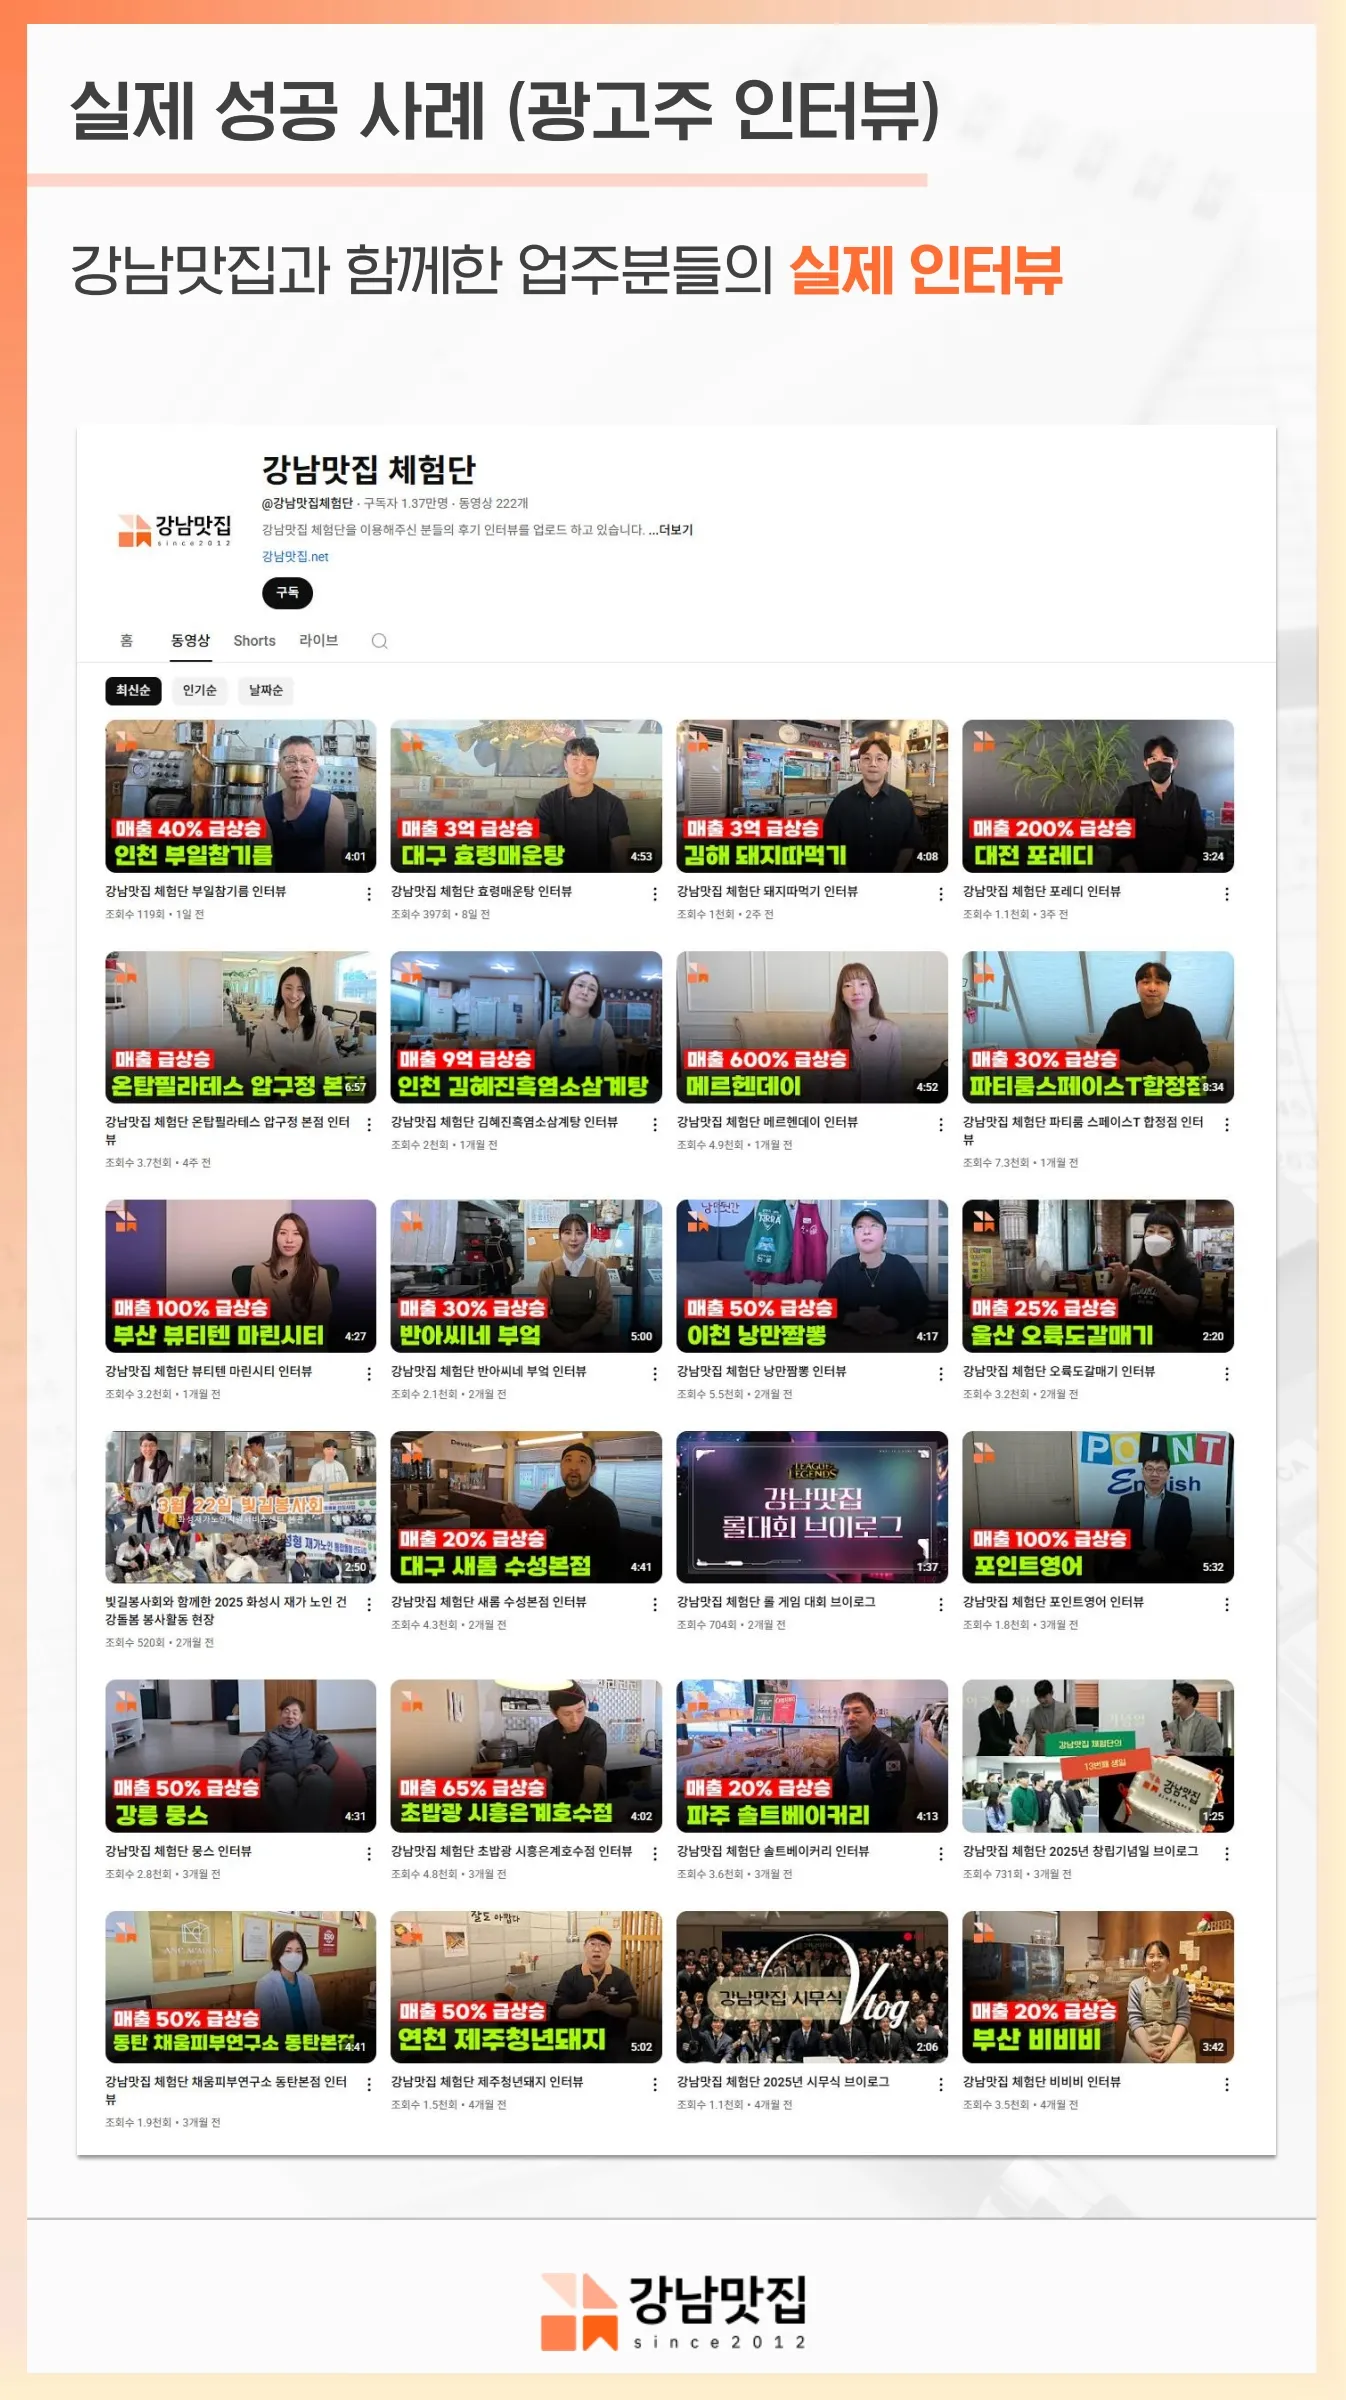 실제 성공 사례 (광고주 인터뷰)
강남맛집과 함께한 업주분들의 실제 인터뷰
강남맛집
since2012
강남맛집 체험단
@강남맛집체험단 · 구독자 1.37만명 · 동영상 222개
강남맛집 체험단을 이용해주신 분들의 후기 인터뷰를 업로드 하고 있습니다. ...더보기
강남맛집.net
구독
홈 동영상 Shorts 라이브
최신순 인기순 날짜순
매출 40% 급상승
인천 부일참기름
4:01
강남맛집 체험단 부일참기름 인터뷰
조회수 119회 • 1일 전
매출 3억 급상승
대구 효령매운탕
4:53
강남맛집 체험단 효령매운탕 인터뷰
조회수 397회 • 8일 전
매출 3억 급상승
김해 돼지따먹기
4:08
강남맛집 체험단 돼지따먹기 인터뷰
조회수 1천회 • 2주 전
매출 200% 급상승
대전 포레디
3:24
강남맛집 체험단 포레디 인터뷰
조회수 1.1천회 • 3주 전
매출 급상승
온탑필라테스 압구정 본점
6:57
강남맛집 체험단 온탑필라테스 압구정 본점 인터
뷰
조회수 3.7천회 • 4주 전
매출 9억 급상승
인천 김혜진흑염소삼계탕
강남맛집 체험단 김혜진흑염소삼계탕 인터뷰
조회수 2천회 • 1개월 전
매출 600% 급상승
메르헨데이
4:52
강남맛집 체험단 메르헨데이 인터뷰
조회수 4.9천회 • 1개월 전
매출 30% 급상승
파티룸스페이스T합정점
8:34
강남맛집 체험단 파티룸 스페이스T 합정점 인터
뷰
조회수 7.3천회 • 1개월 전
매출 100% 급상승
부산 뷰티텐 마린시티
4:27
강남맛집 체험단 뷰티텐 마린시티 인터뷰
조회수 3.2천회 • 1개월 전
매출 30% 급상승
반아씨네 부엌
5:00
강남맛집 체험단 반아씨네 부엌 인터뷰
조회수 2.1천회 • 2개월 전
매출 50% 급상승
이천 낭만짬뽕
4:17
강남맛집 체험단 낭만짬뽕 인터뷰
조회수 5.5천회 • 2개월 전
매출 25% 급상승
울산 오륙도갈매기
2:20
강남맛집 체험단 오륙도갈매기 인터뷰
조회수 3.2천회 • 2개월 전
3월 22일 빛길봉사회
2:50
빛길봉사회와 함께한 2025 화성시 재가 노인 건
강돌봄 봉사활동 현장
조회수 520회 • 2개월 전
매출 20% 급상승
대구 새롬 수성본점
4:41
강남맛집 체험단 새롬 수성본점 인터뷰
조회수 4.3천회 • 2개월 전
LEAGUE
LEGENDS
강남맛집
롤대회 브이로그
1:37
강남맛집 체험단 롤 게임 대회 브이로그
조회수 704회 • 2개월 전
POINT
English
매출 100% 급상승
포인트영어
5:32
강남맛집 체험단 포인트영어 인터뷰
조회수 1.8천회 • 3개월 전
매출 50% 급상승
강릉 뭉스
4:31
강남맛집 체험단 뭉스 인터뷰
조회수 2.8천회 • 3개월 전
매출 65% 급상승
초밥광 시흥은계호수점
4:02
강남맛집 체험단 초밥광 시흥은계호수점 인터뷰
조회수 4.8천회 • 3개월 전
매출 20% 급상승
파주 솔트베이커리
4:13
강남맛집 체험단 솔트베이커리 인터뷰
조회수 3.6천회 • 3개월 전
강남맛집 체험단의
13번째 생일
강남맛집
1:25
강남맛집 체험단 2025년 창립기념일 브이로그
조회수 731회 • 3개월 전
매출 50% 급상승
동탄 채움피부연구소 동탄본점
4:41
강남맛집 체험단 채움피부연구소 동탄본점 인터
뷰
조회수 1.9천회 • 3개월 전
매출 50% 급상승
연천 제주청년돼지
5:02
강남맛집 체험단 제주청년돼지 인터뷰
조회수 1.5천회 • 4개월 전
강남맛집 시무식 Vlog
2:06
강남맛집 체험단 2025년 시무식 브이로그
조회수 1.1천회 • 4개월 전
매출 20% 급상승
부산 비비비
3:42
강남맛집 체험단 비비비 인터뷰
조회수 3.5천회 • 4개월 전
강남맛집
since2012